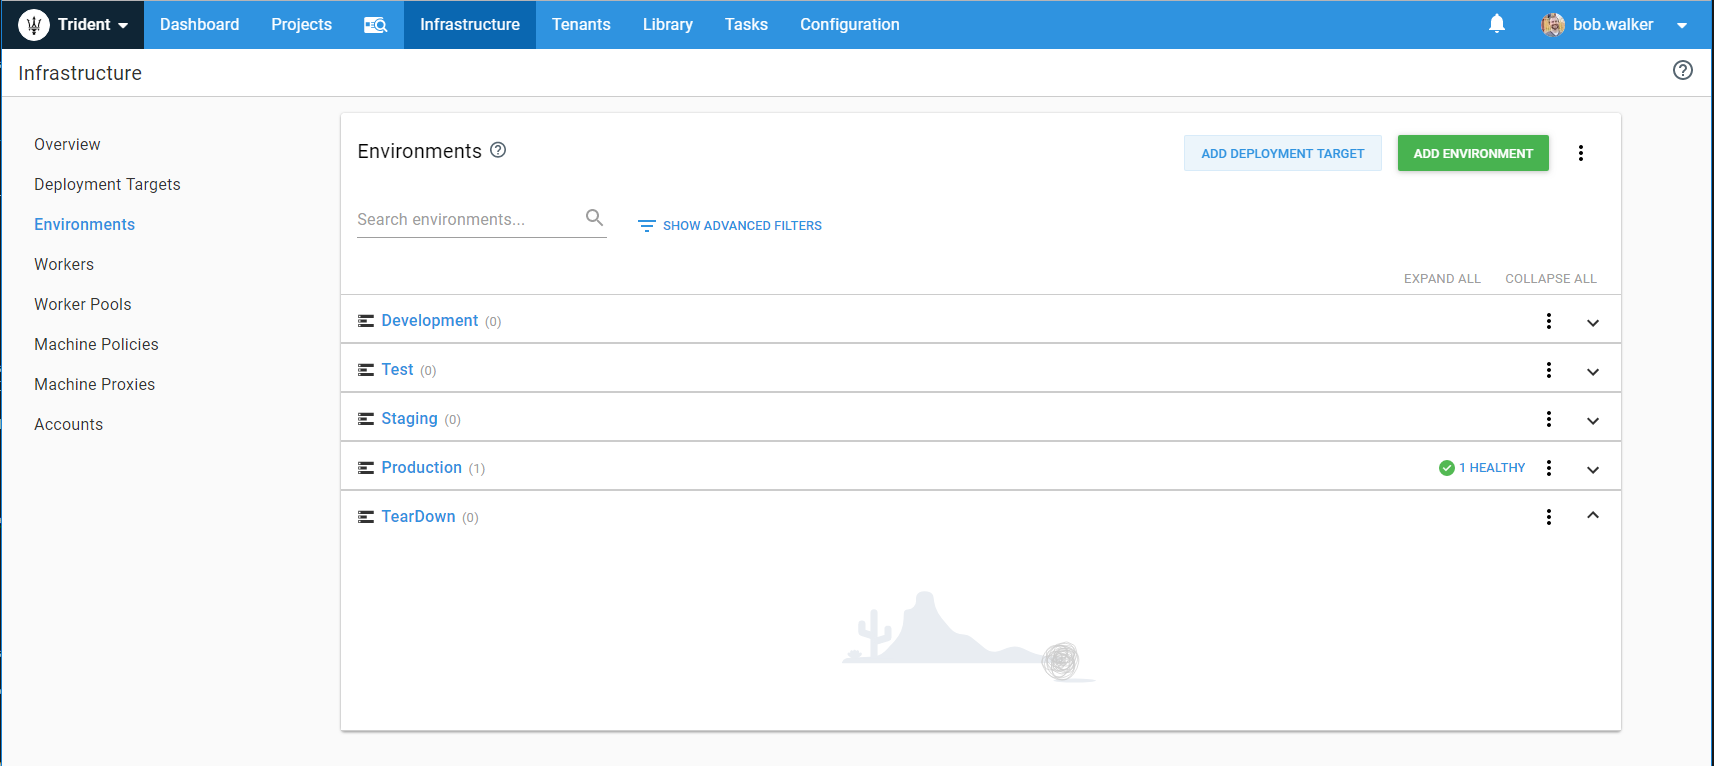 Trident Dashboard Projects Infrastructure Tenants Library Tasks Configuration bob.walker
Infrastructure
Overview
Deployment Targets
Environments
Workers
Worker Pools
Machine Policies
Machine Proxies
Accounts
Environments ADD DEPLOYMENT TARGET ADD ENVIRONMENT
Search environments... SHOW ADVANCED FILTERS
EXPAND ALL COLLAPSE ALL
Development (0)
Test (0)
Staging (0)
Production (1) 1 HEALTHY
TearDown (0)